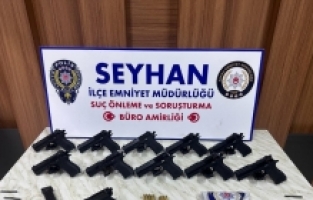 SEYHAN
İLÇE EMNİYET MÜDÜRLÜĞÜ
SUÇ ÖNLEME ve SORUŞTURMA
BÜRO AMİRLİĞİ